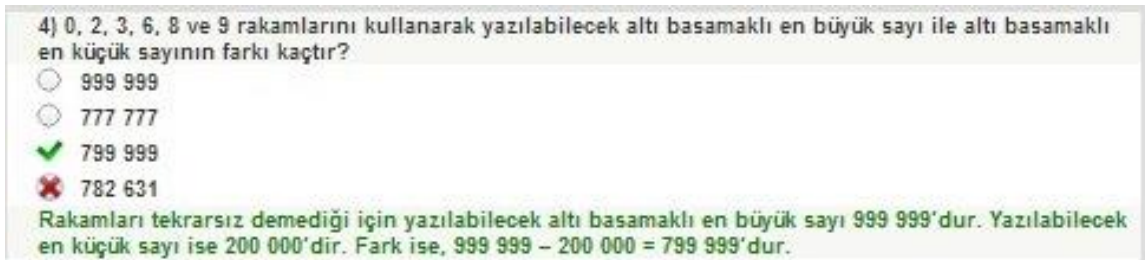 4) 0, 2, 3, 6, 8 ve 9 rakamlarını kullanarak yazılabilecek altı basamaklı en büyük sayı ile altı basamaklı
en küçük sayının farkı kaçtır?
999 999
777 777
799 999
782 631
Rakamları tekrarsız demediği için yazılabilecek altı basamaklı en büyük sayı 999 999'dur. Yazılabilecek
en küçük sayı ise 200 000'dir. Fark ise, 999 999 – 200 000 = 799 999'dur.